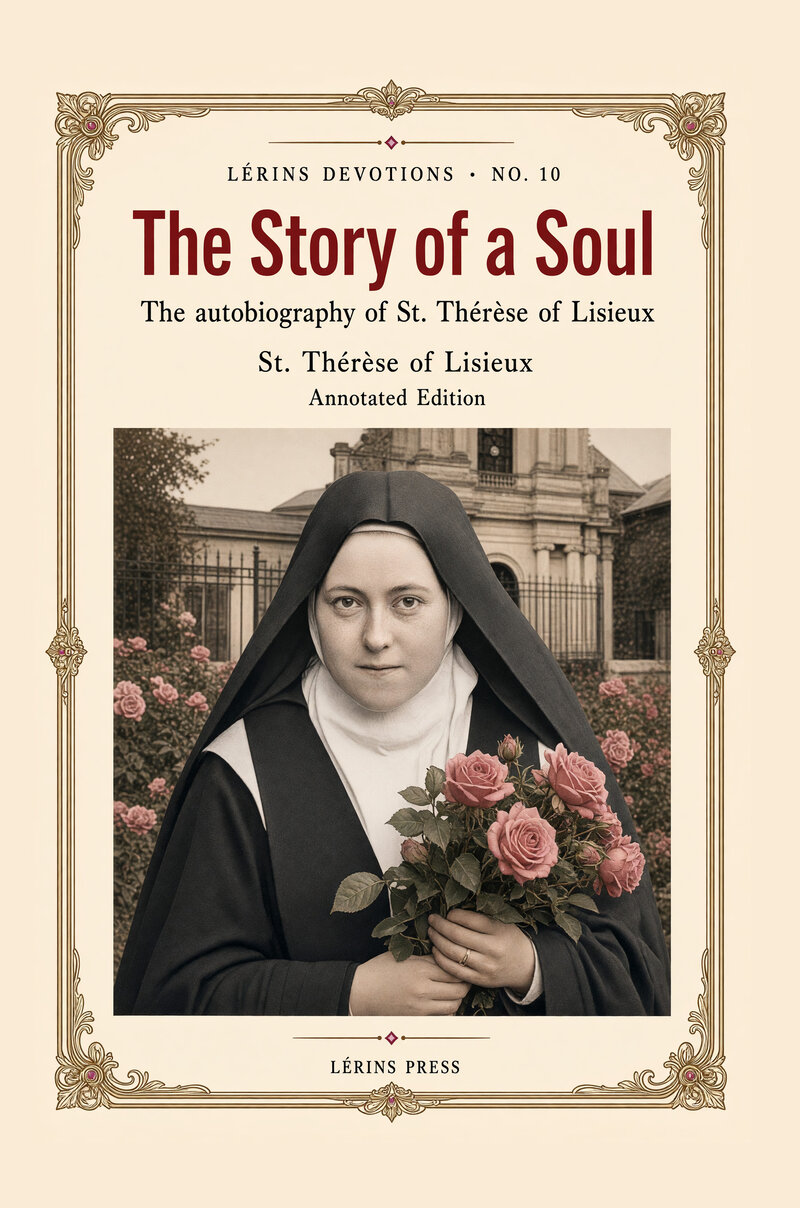 LÉRINS DEVOTIONS • NO. 10
The Story of a Soul
The autobiography of St. Thérèse of Lisieux
St. Thérèse of Lisieux
Annotated Edition
LÉRINS PRESS